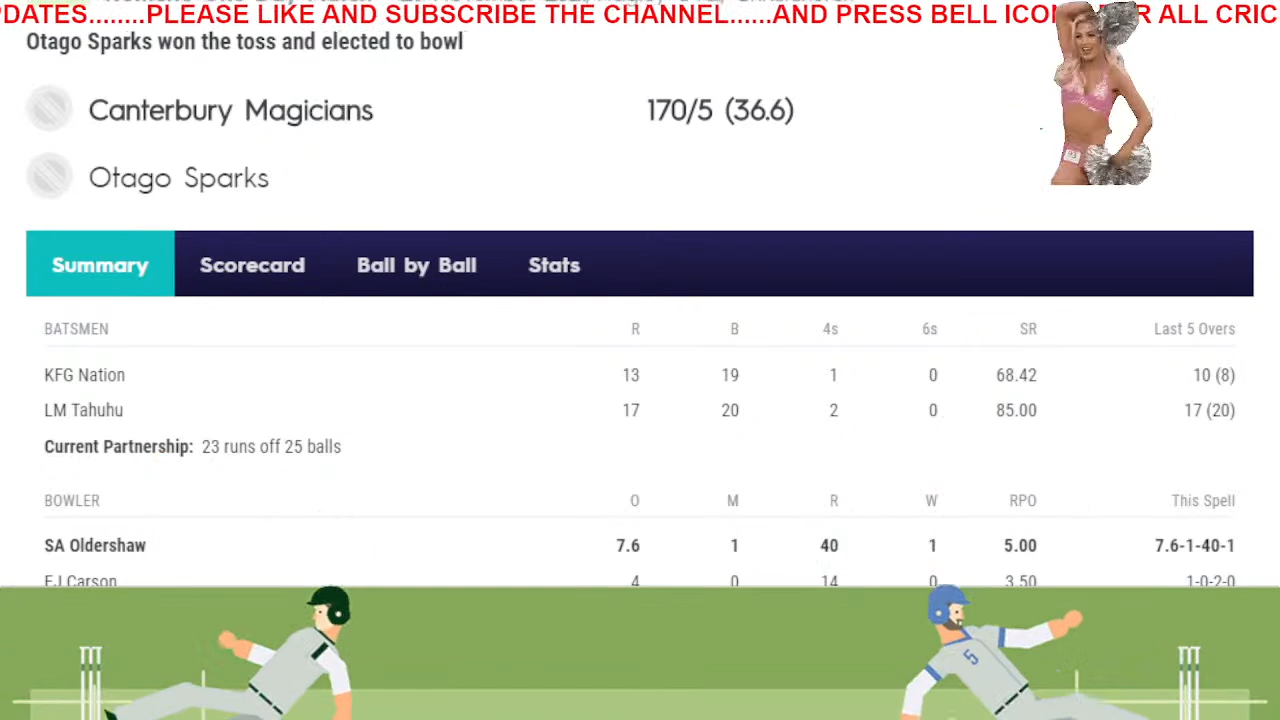 PDATES........PLEASE LIKE AND SUBSCRIBE THE CHANNEL......AND PRESS BELL ICON ALL CRIC
Otago Sparks won the toss and elected to bowl
Canterbury Magicians 170/5 (36.6)
Otago Sparks
Summary Scorecard Ball by Ball Stats
BATSMEN R B 4s 6s SR Last 5 Overs
KFG Nation 13 19 1 0 68.42 10 (8)
LM Tahuhu 17 20 2 0 85.00 17 (20)
Current Partnership: 23 runs off 25 balls
BOWLER O M R W RPO This Spell
SA Oldershaw 7.6 1 40 1 5.00 7.6-1-40-1
EJ Carson 4 0 14 0 3.50 1-0-2-0
5